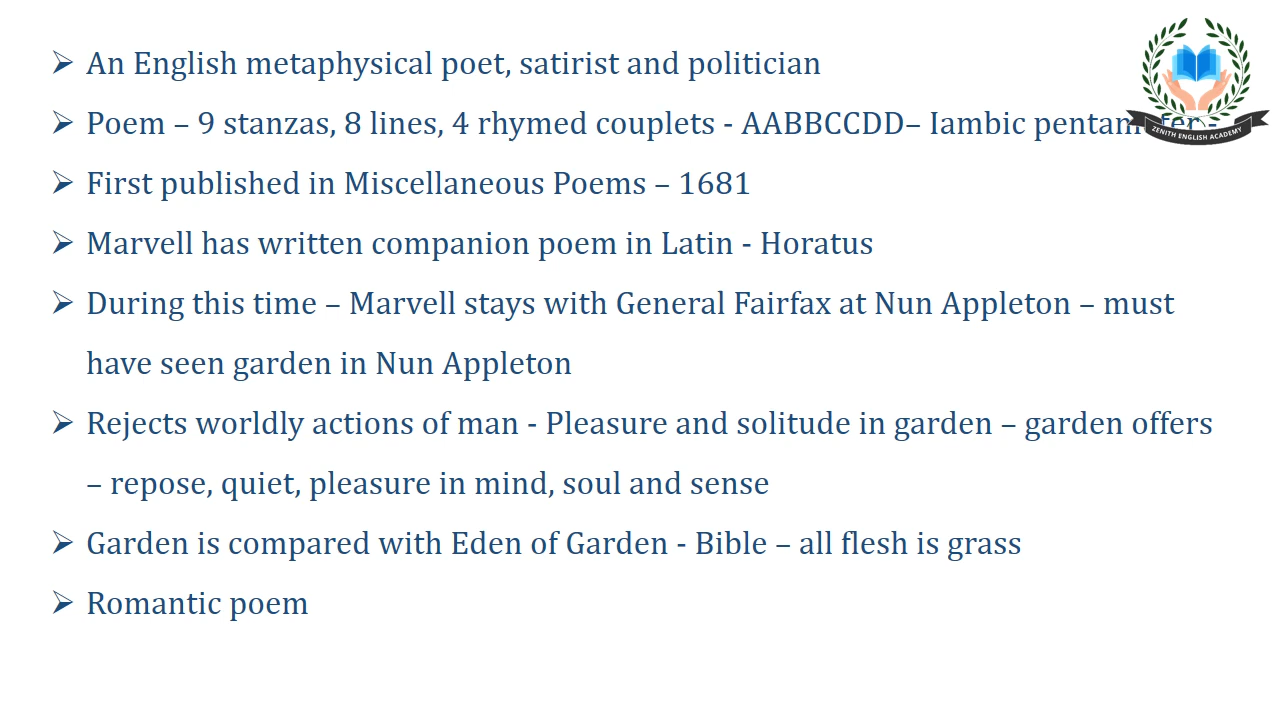 ➢ An English metaphysical poet, satirist and politician
➢ Poem – 9 stanzas, 8 lines, 4 rhymed couplets - AABBCCDD– Iambic pentameter -
➢ First published in Miscellaneous Poems – 1681
➢ Marvell has written companion poem in Latin - Horatus
➢ During this time – Marvell stays with General Fairfax at Nun Appleton – must
have seen garden in Nun Appleton
➢ Rejects worldly actions of man - Pleasure and solitude in garden – garden offers
– repose, quiet, pleasure in mind, soul and sense
➢ Garden is compared with Eden of Garden - Bible – all flesh is grass
➢ Romantic poem
ZENITH ENGLISH ACADEMY